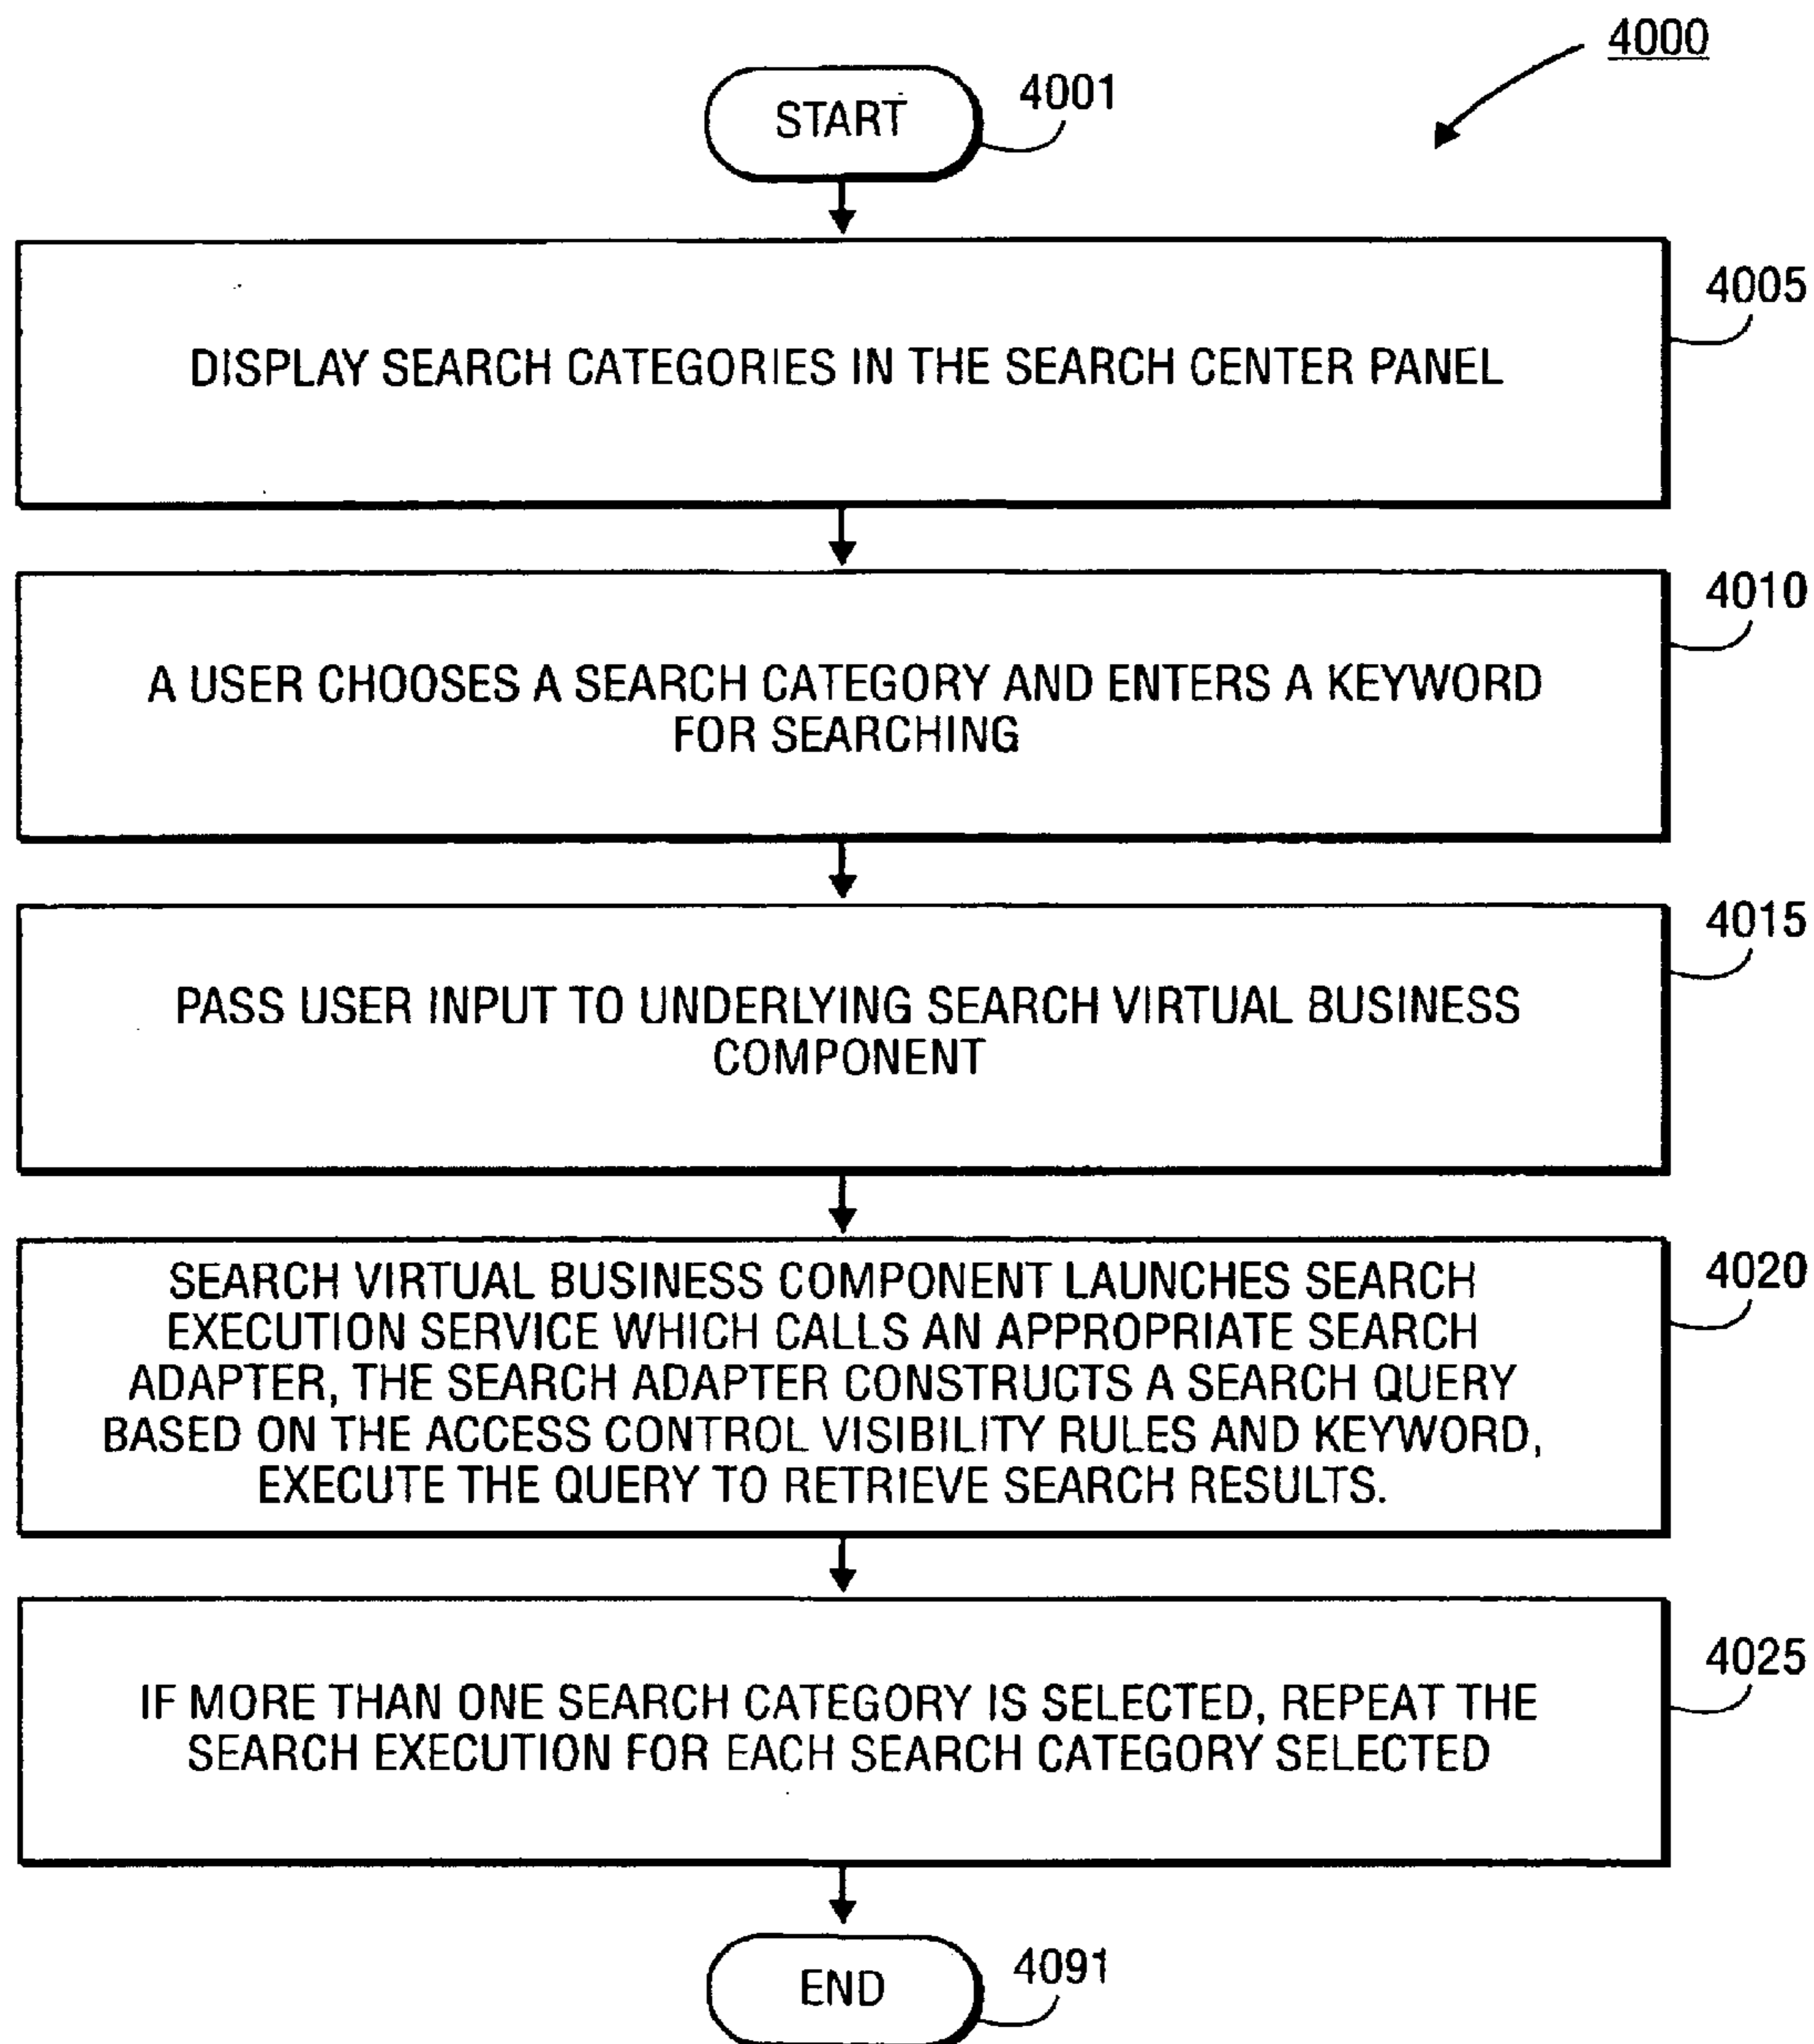 4000
START
4001
4005
DISPLAY SEARCH CATEGORIES IN THE SEARCH CENTER PANEL
4010
A USER CHOOSES A SEARCH CATEGORY AND ENTERS A KEYWORD
FOR SEARCHING
4015
PASS USER INPUT TO UNDERLYING SEARCH VIRTUAL BUSINESS
COMPONENT
4020
SEARCH VIRTUAL BUSINESS COMPONENT LAUNCHES SEARCH
EXECUTION SERVICE WHICH CALLS AN APPROPRIATE SEARCH
ADAPTER, THE SEARCH ADAPTER CONSTRUCTS A SEARCH QUERY
BASED ON THE ACCESS CONTROL VISIBILITY RULES AND KEYWORD,
EXECUTE THE QUERY TO RETRIEVE SEARCH RESULTS.
4025
IF MORE THAN ONE SEARCH CATEGORY IS SELECTED, REPEAT THE
SEARCH EXECUTION FOR EACH SEARCH CATEGORY SELECTED
END
4091